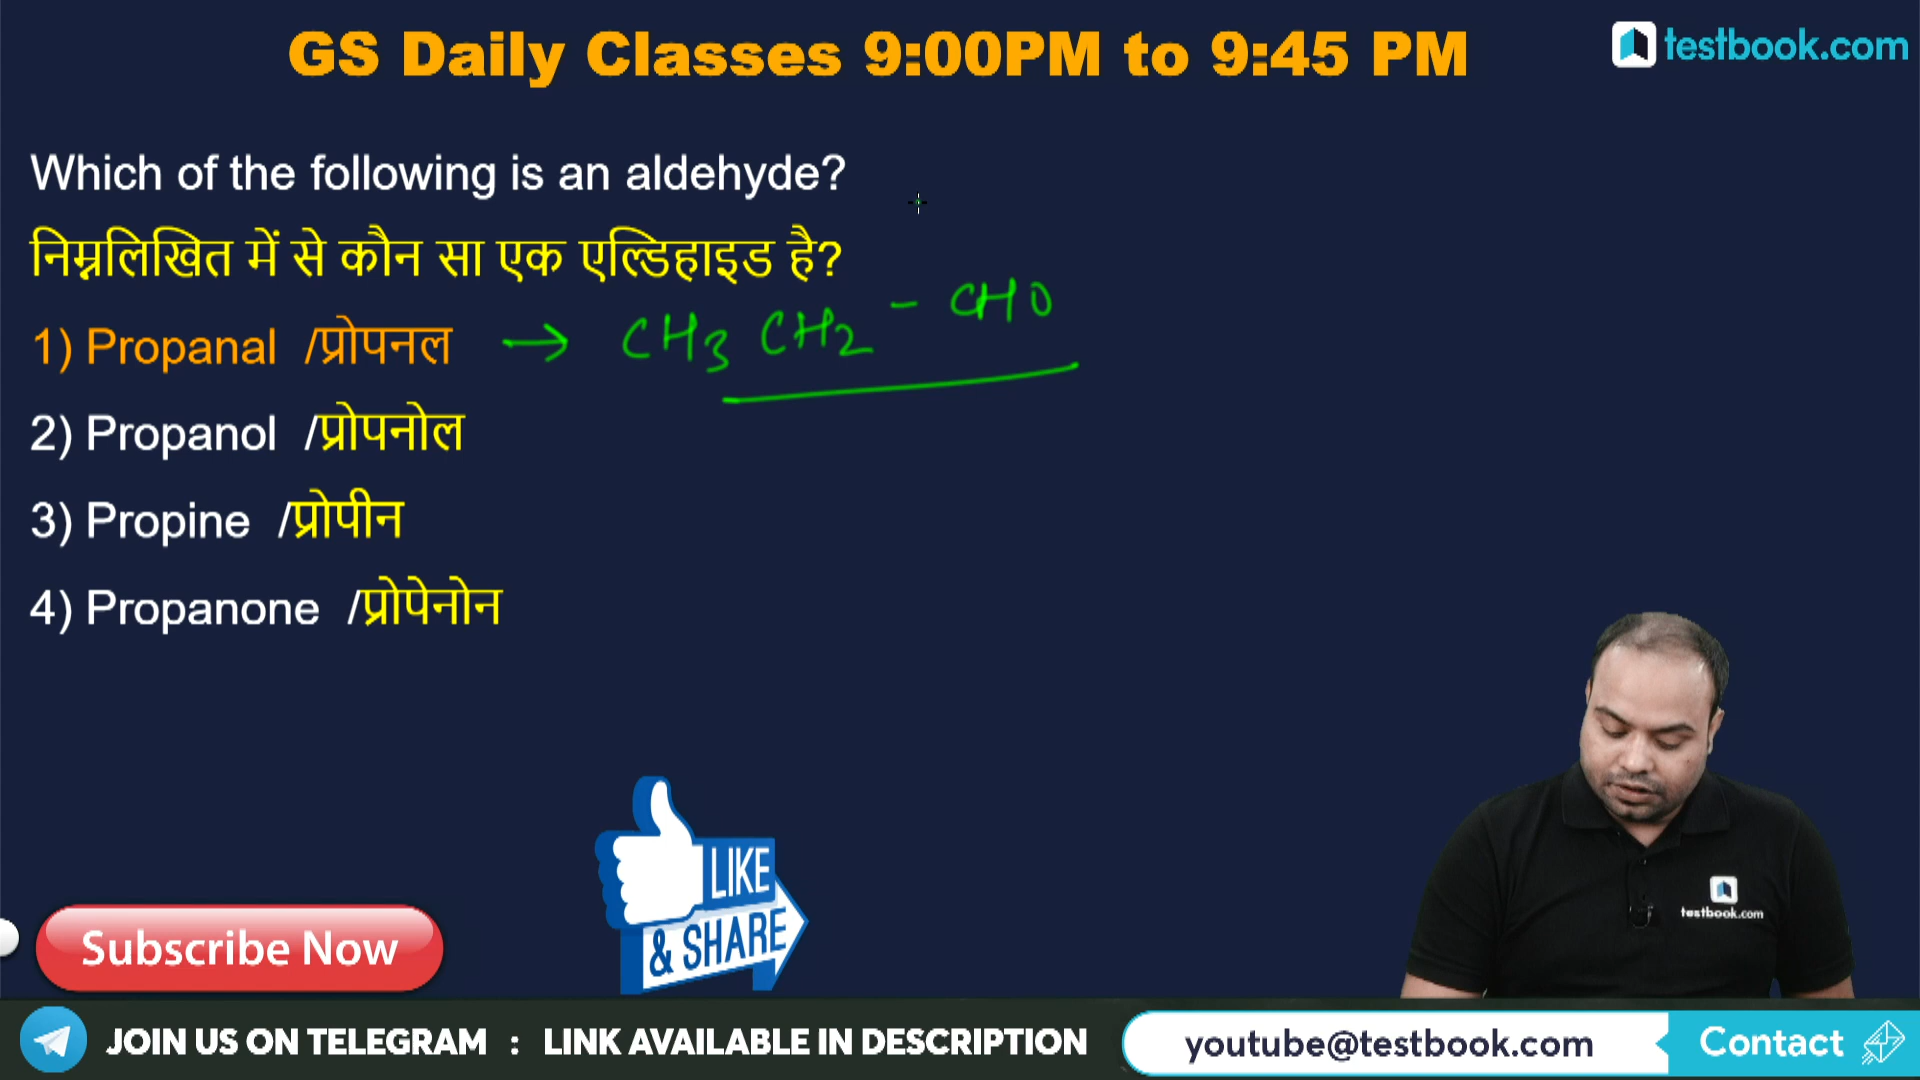 GS Daily Classes 9:00PM to 9:45 PM
testbook.com
Which of the following is an aldehyde?
निम्नलिखित में से कौन सा एक एल्डिहाइड है?
1) Propanal /प्रोपनल → CH3 CH2 - CHO
2) Propanol /प्रोपनोल
3) Propine /प्रोपीन
4) Propanone /प्रोपेनोन
LIKE
& SHARE
testbook.com
Subscribe Now
JOIN US ON TELEGRAM : LINK AVAILABLE IN DESCRIPTION
youtube@testbook.com
Contact